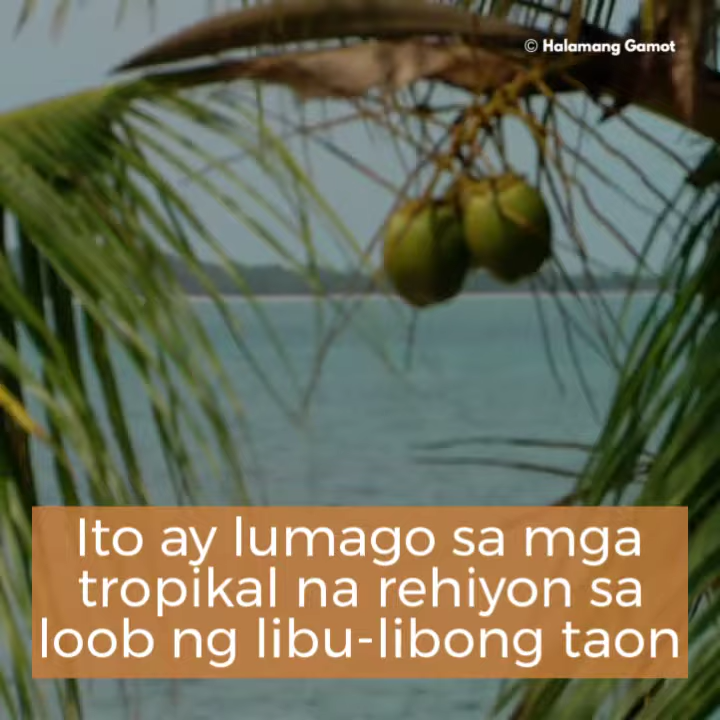 © Halamang Gamot
Ito ay lumago sa mga
tropikal na rehiyon sa
loob ng libu-libong taon